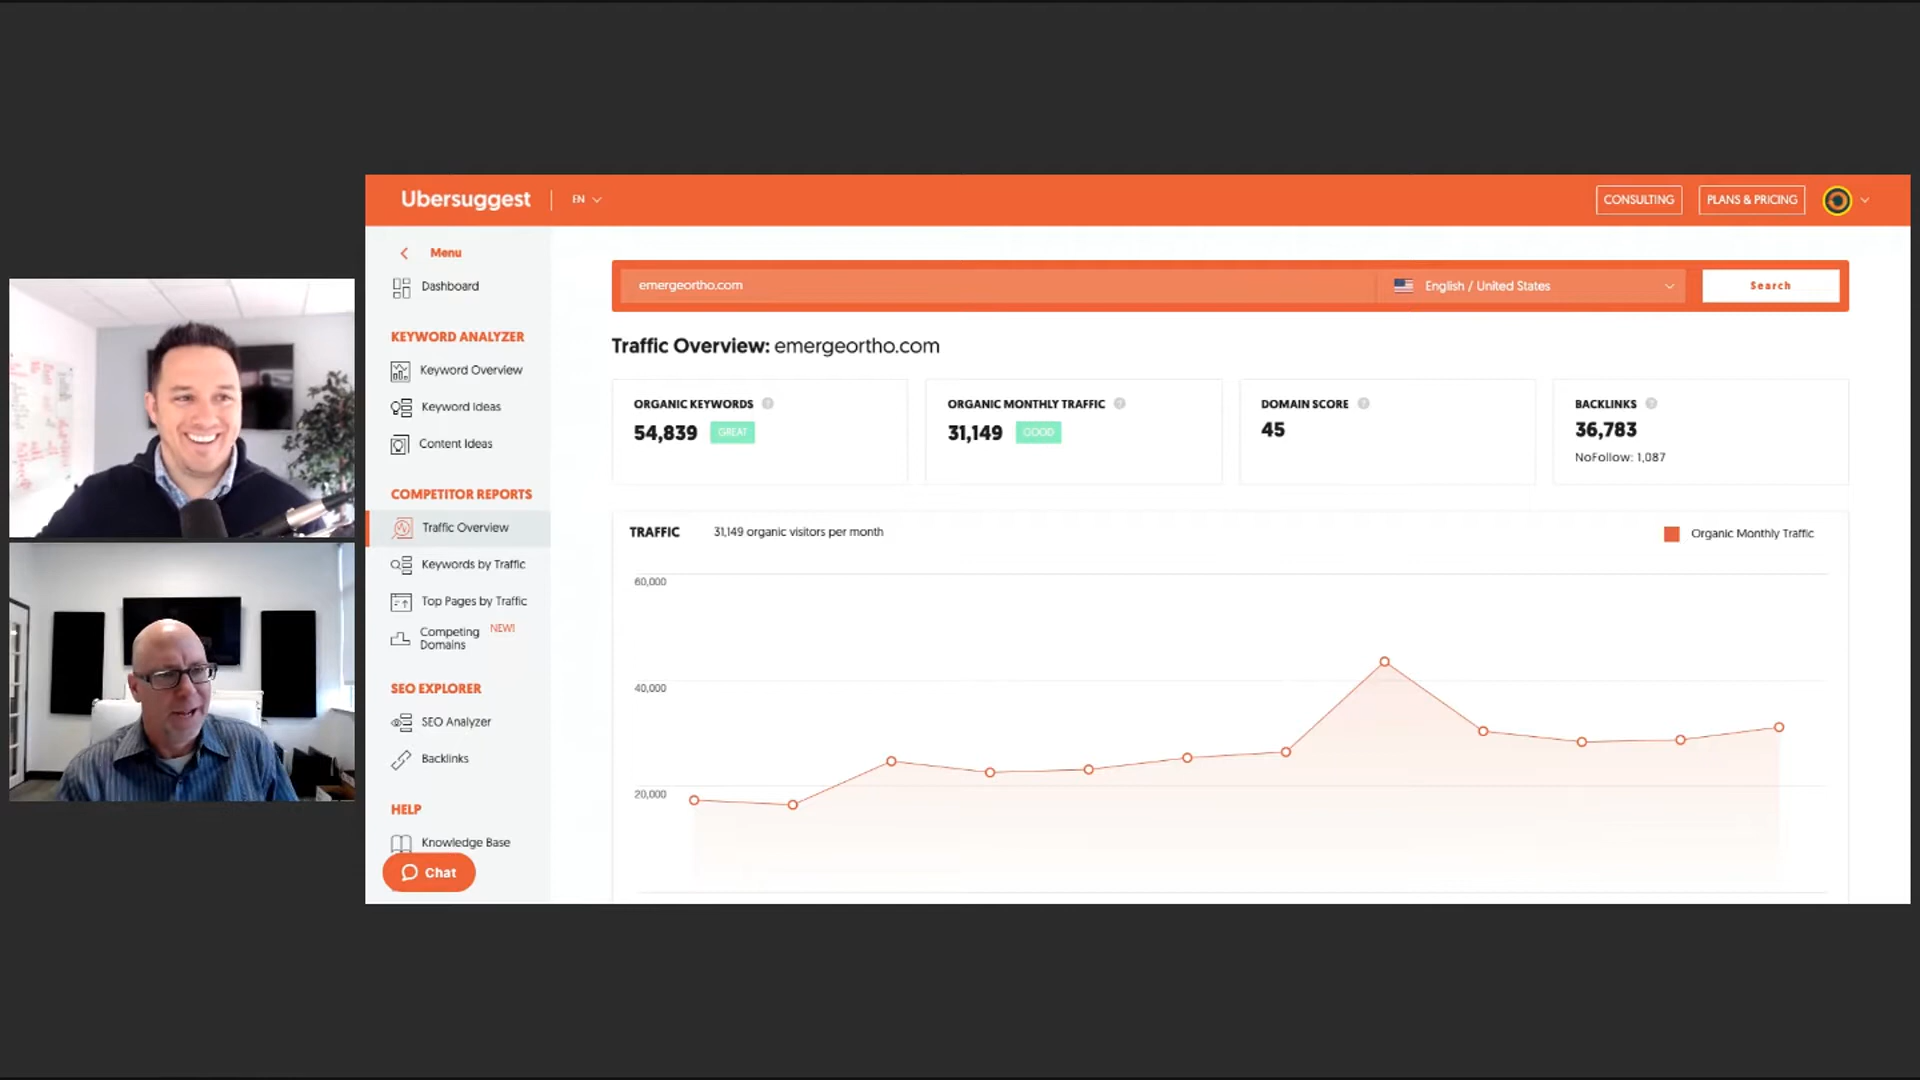 Ubersuggest
EN
CONSULTING
PLANS & PRICING
Menu
Dashboard
KEYWORD ANALYZER
Keyword Overview
Keyword Ideas
Content Ideas
COMPETITOR REPORTS
Traffic Overview
Keywords by Traffic
Top Pages by Traffic
Competing Domains NEW!
SEO EXPLORER
SEO Analyzer
Backlinks
HELP
Knowledge Base
Chat
emergeortho.com
English / United States
Search
Traffic Overview: emergeortho.com
ORGANIC KEYWORDS ?
54,839 GREAT
ORGANIC MONTHLY TRAFFIC ?
31,149 GOOD
DOMAIN SCORE ?
45
BACKLINKS ?
36,783
NoFollow: 1,087
TRAFFIC 31,149 organic visitors per month
Organic Monthly Traffic
60,000
40,000
20,000